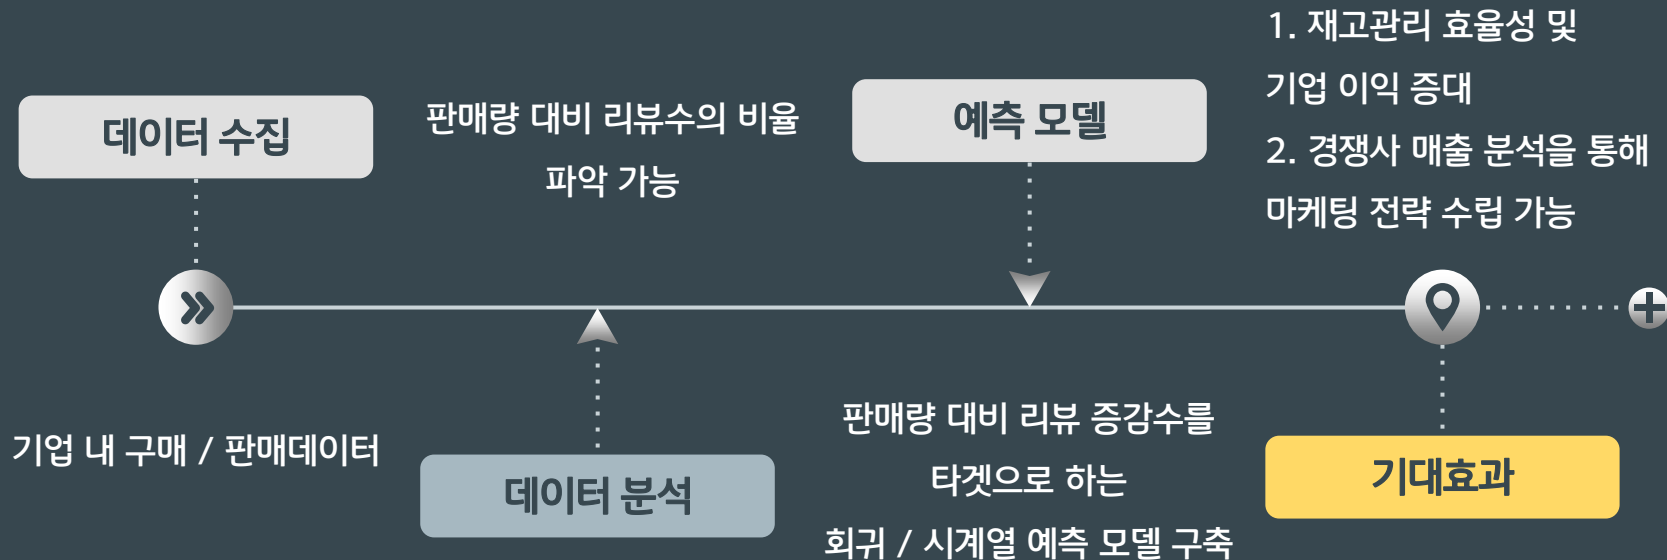 데이터 수집
기업 내 구매 / 판매데이터
판매량 대비 리뷰수의 비율
파악 가능
데이터 분석
예측 모델
판매량 대비 리뷰 증감수를
타겟으로 하는
회귀 / 시계열 예측 모델 구축
1. 재고관리 효율성 및
기업 이익 증대
2. 경쟁사 매출 분석을 통해
마케팅 전략 수립 가능
기대효과